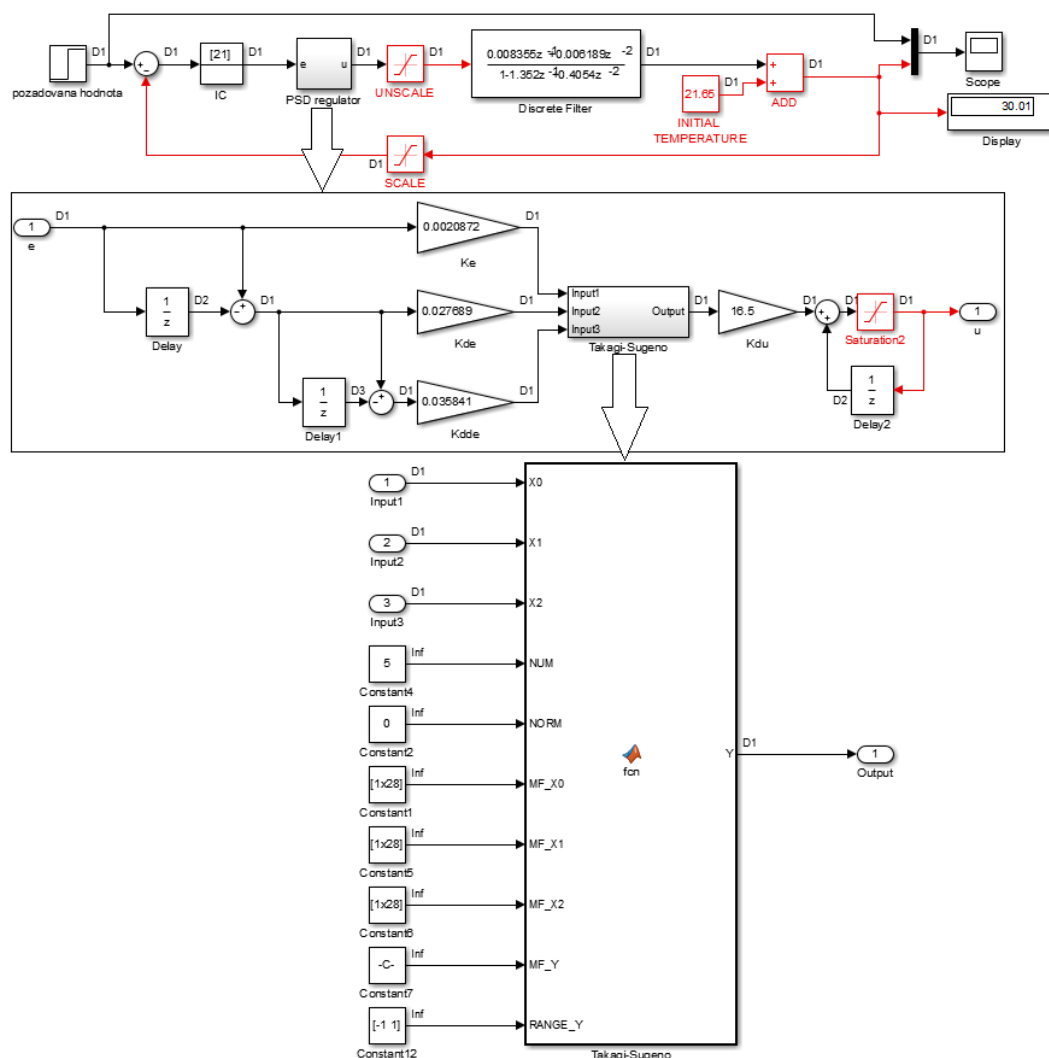 D1
D1
[21]
D1
e
u
D1
D1
0.008355z -1+0.006189z -2
1-1.352z -1+0.4054z -2
D1
D1
+
+
D1
D1
pozadovana hodnota
IC
PSD regulator
UNSCALE
Discrete Filter
21.65
INITIAL
TEMPERATURE
ADD
Scope
30.01
Display
D1
SCALE
1
D1
e
0.0020872
D1
Ke
1
z
D2
D1
Delay
0.027689
D1
Kde
Input1
Input2
Input3
Output
D1
Takagi-Sugeno
16.5
D1
Kdu
D1
D1
Saturation2
1
u
1
z
D3
D1
Delay1
0.035841
D1
Kdde
D2
1
z
Delay2
1
D1
Input1
X0
2
D1
Input2
X1
3
D1
Input3
X2
5
Inf
Constant4
NUM
0
Inf
Constant2
NORM
[1x28]
Inf
Constant1
MF_X0
[1x28]
Inf
Constant5
MF_X1
[1x28]
Inf
Constant6
MF_X2
-C-
Inf
Constant7
MF_Y
[-1 1]
Inf
Constant12
RANGE_Y
fcn
Y
D1
1
Output
Takagi-Sugeno